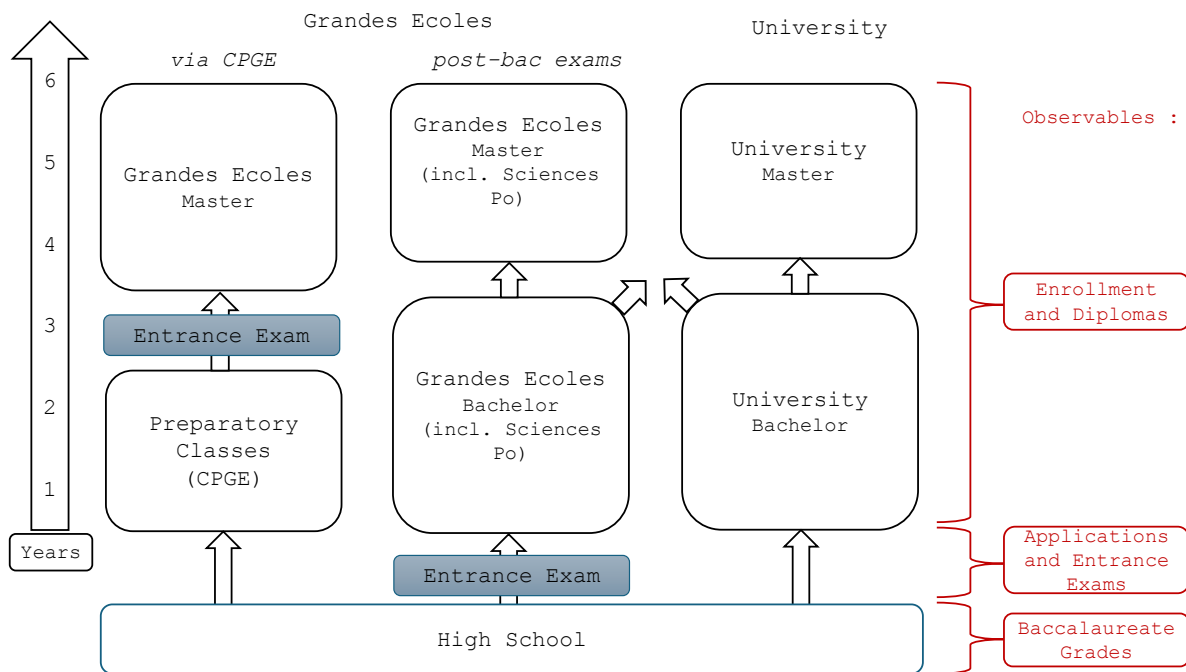 Grandes Ecoles
University
via CPGE
post-bac exams
6
5
4
3
2
1
Years
Grandes Ecoles
Master
Entrance Exam
Preparatory
Classes
(CPGE)
Grandes Ecoles
Master
(incl. Sciences
Po)
Grandes Ecoles
Bachelor
(incl. Sciences
Po)
Entrance Exam
University
Master
University
Bachelor
High School
Observables :
Enrollment
and Diplomas
Applications
and Entrance
Exams
Baccalaureate
Grades